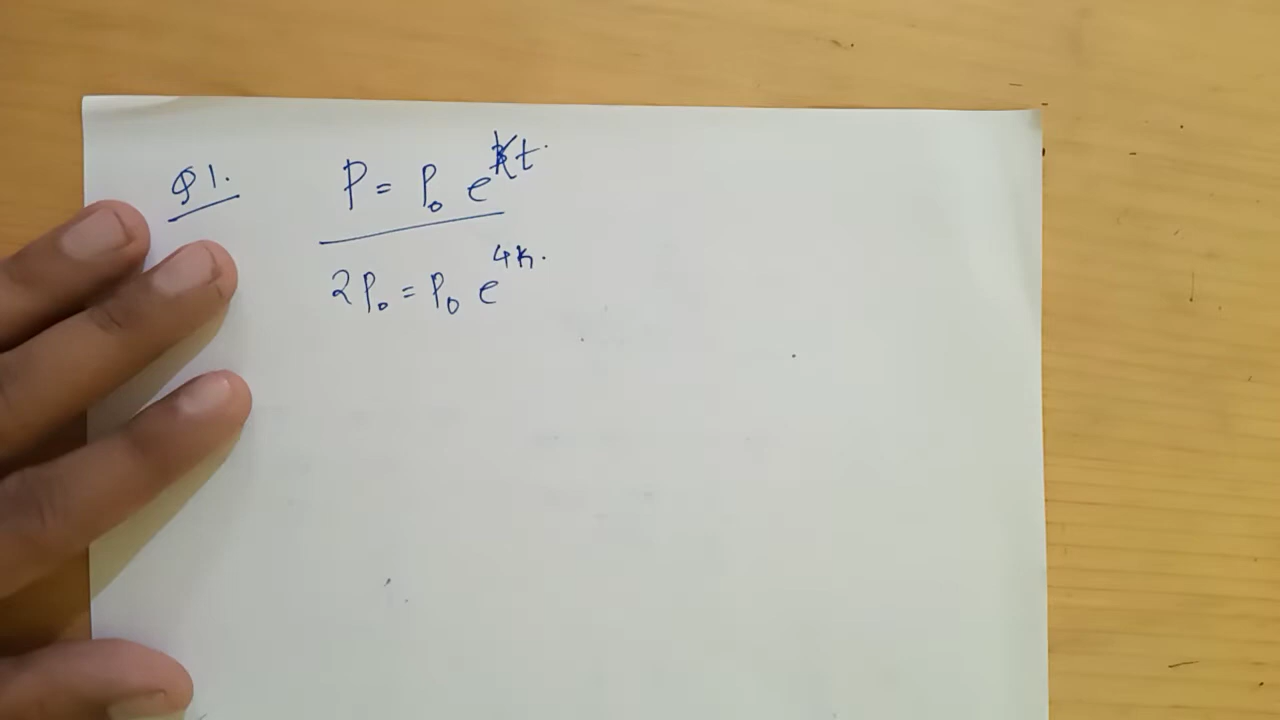 Q1. P = P₀ e^{kt}.
2P₀ = P₀ e^{4k}.